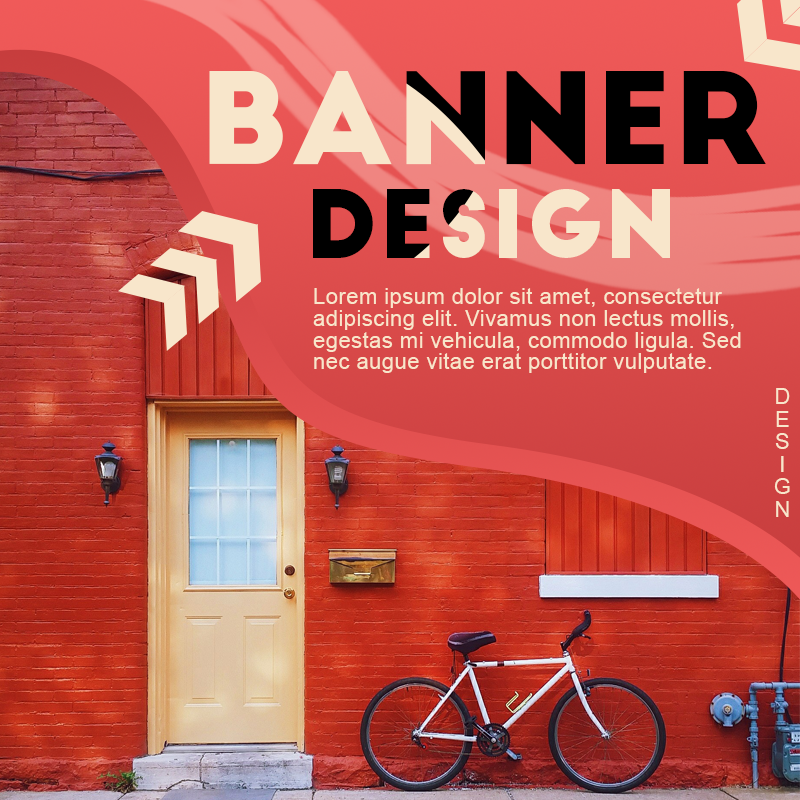 BANNER
DESIGN
Lorem ipsum dolor sit amet, consectetur
adipiscing elit. Vivamus non lectus mollis,
egestas mi vehicula, commodo ligula. Sed
nec augue vitae erat porttitor vulputate.
DESIGN